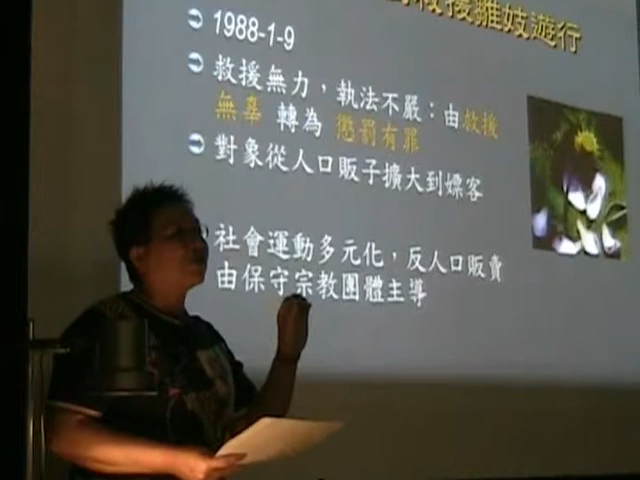 救援雛妓遊行
1988-1-9
救援無力，執法不嚴：由救援
無辜 轉為 懲罰有罪
對象從人口販子擴大到嫖客
社會運動多元化，反人口販賣
由保守宗教團體主導